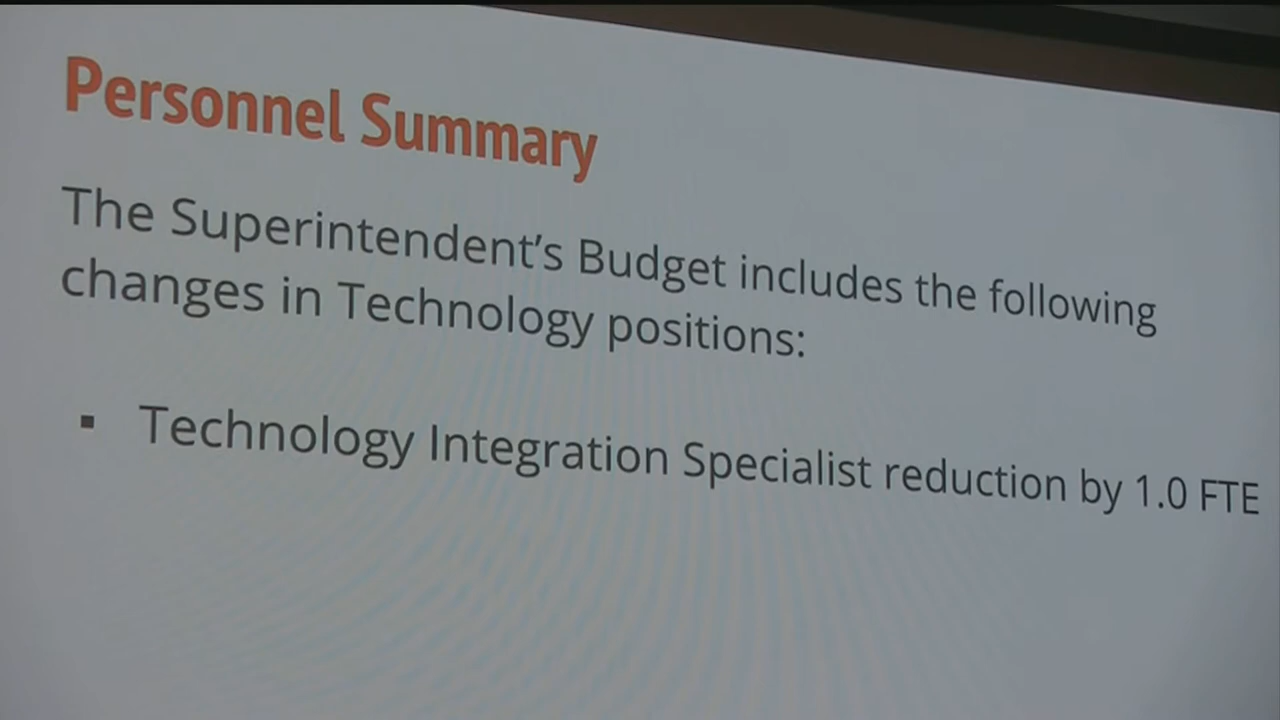 Personnel Summary
The Superintendent’s Budget includes the following
changes in Technology positions:
▪ Technology Integration Specialist reduction by 1.0 FTE